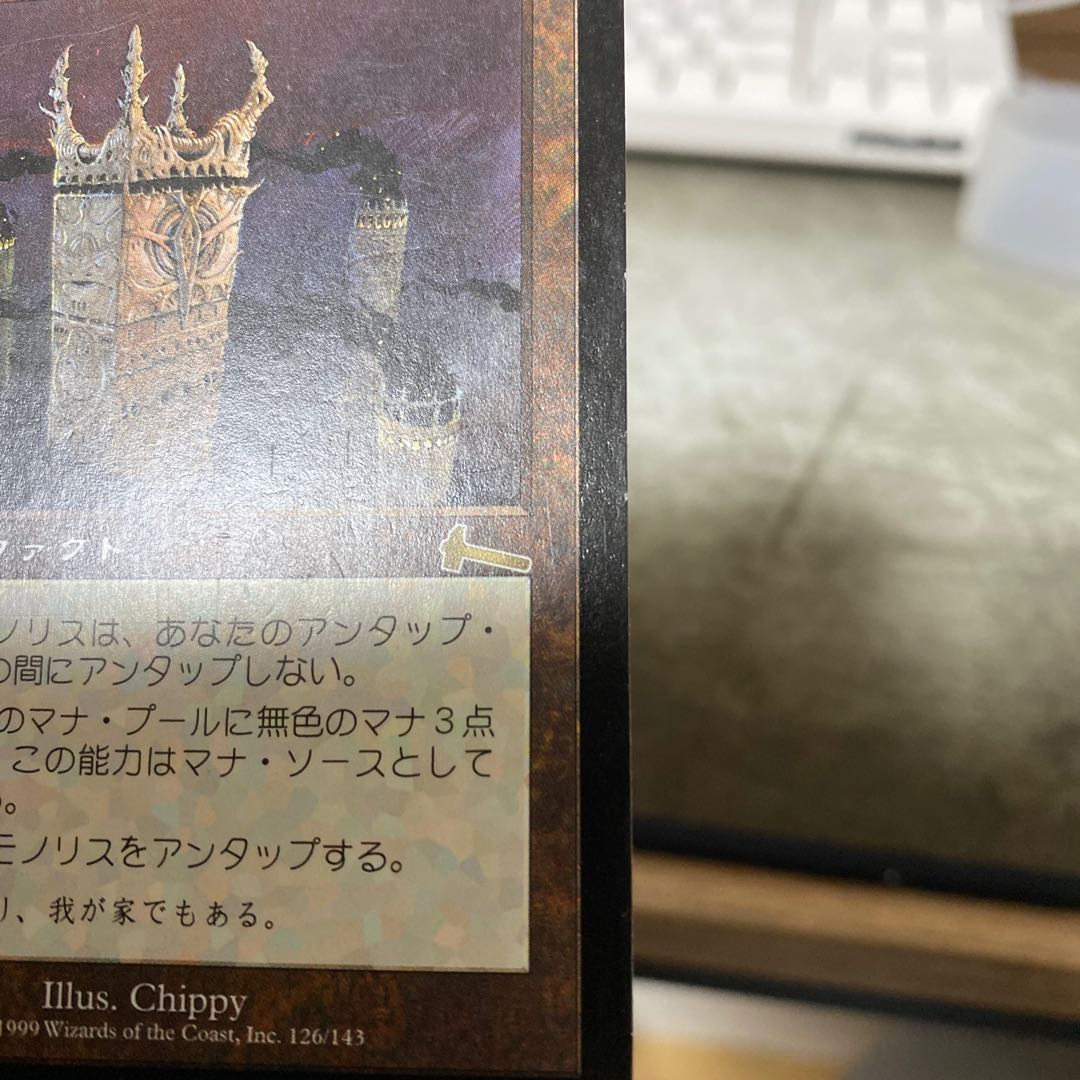 ファクト
ノリスは、あなたのアンタップ・
の間にアンタップしない。
のマナ・プールに無色のマナ３点
この能力はマナ・ソースとして
。
モノリスをアンタップする。
り、我が家でもある。
Illus. Chippy
1999 Wizards of the Coast, Inc. 126/143